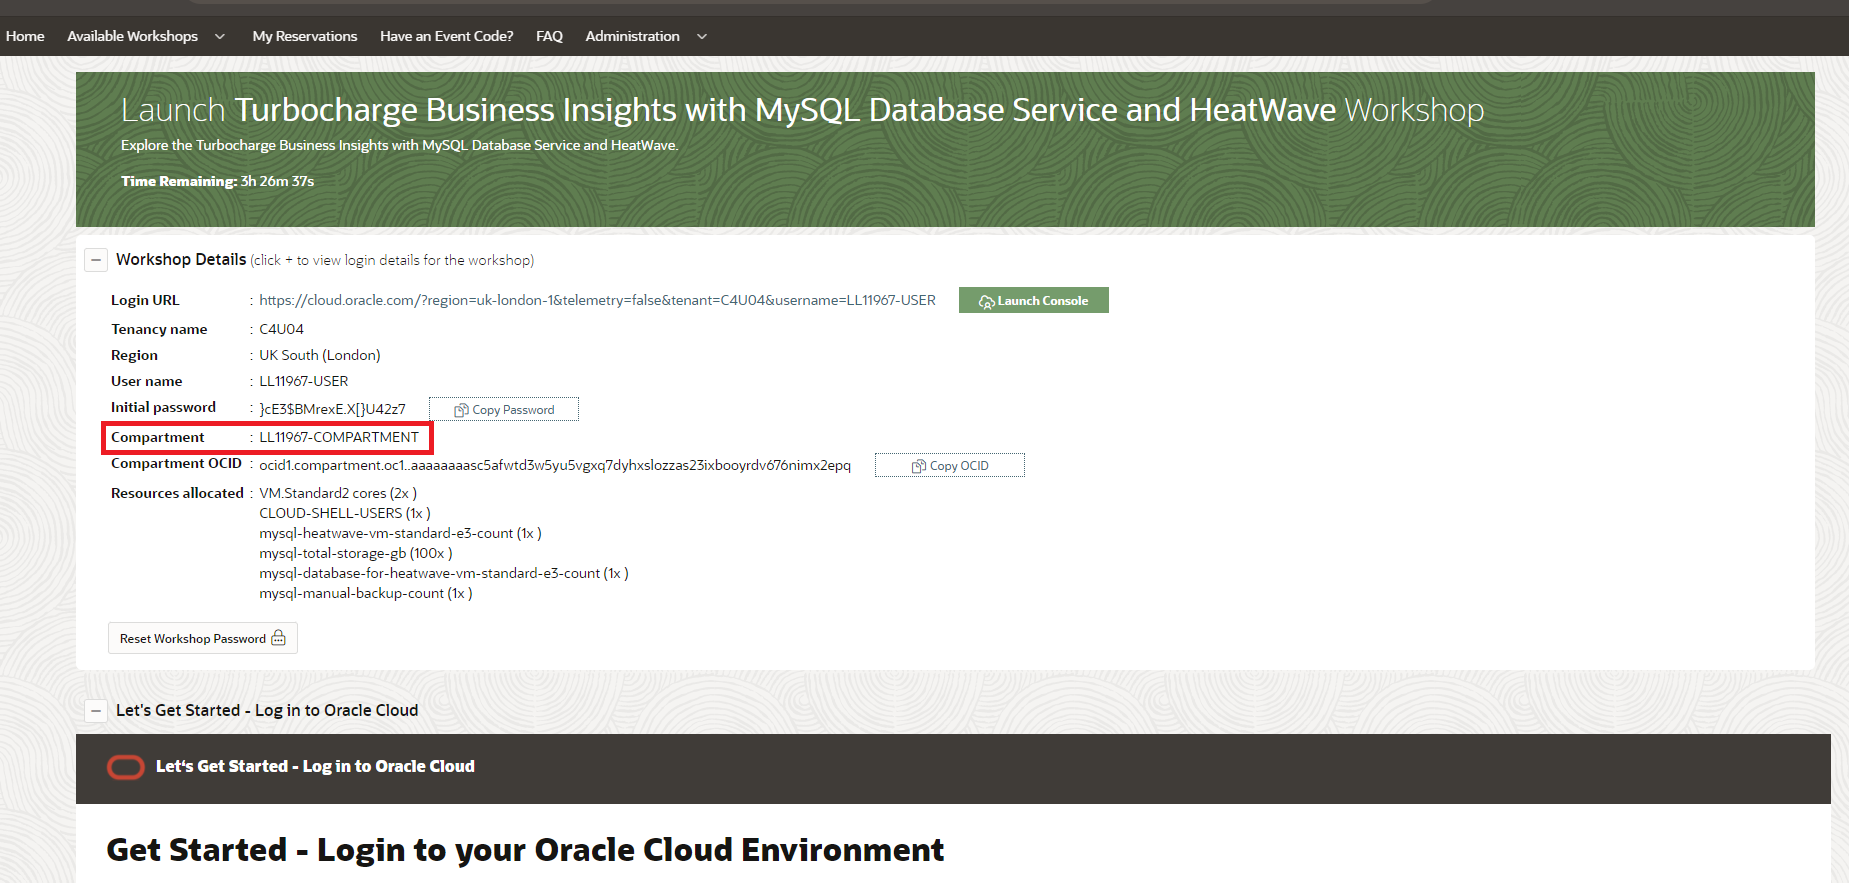 Home Available Workshops My Reservations Have an Event Code? FAQ Administration
Launch Turbocharge Business Insights with MySQL Database Service and HeatWave Workshop
Explore the Turbocharge Business Insights with MySQL Database Service and HeatWave.
Time Remaining: 3h 26m 37s
Workshop Details (click + to view login details for the workshop)
Login URL : https://cloud.oracle.com/?region=uk-london-1&telemetry=false&tenant=C4U04&username=LL11967-USER Launch Console
Tenancy name : C4U04
Region : UK South (London)
User name : LL11967-USER
Initial password : }cE3$BMrexE.X[}U42z7 Copy Password
Compartment : LL11967-COMPARTMENT
Compartment OCID : ocid1.compartment.oc1..aaaaaaaasc5afwtd3w5yu5vgxq7dyhxslozzas23ixbooyrdv676nimx2epq Copy OCID
Resources allocated : VM.Standard2 cores (2x )
CLOUD-SHELL-USERS (1x )
mysql-heatwave-vm-standard-e3-count (1x )
mysql-total-storage-gb (100x )
mysql-database-for-heatwave-vm-standard-e3-count (1x )
mysql-manual-backup-count (1x )
Reset Workshop Password
Let's Get Started - Log in to Oracle Cloud
Let's Get Started - Log in to Oracle Cloud
Get Started - Login to your Oracle Cloud Environment